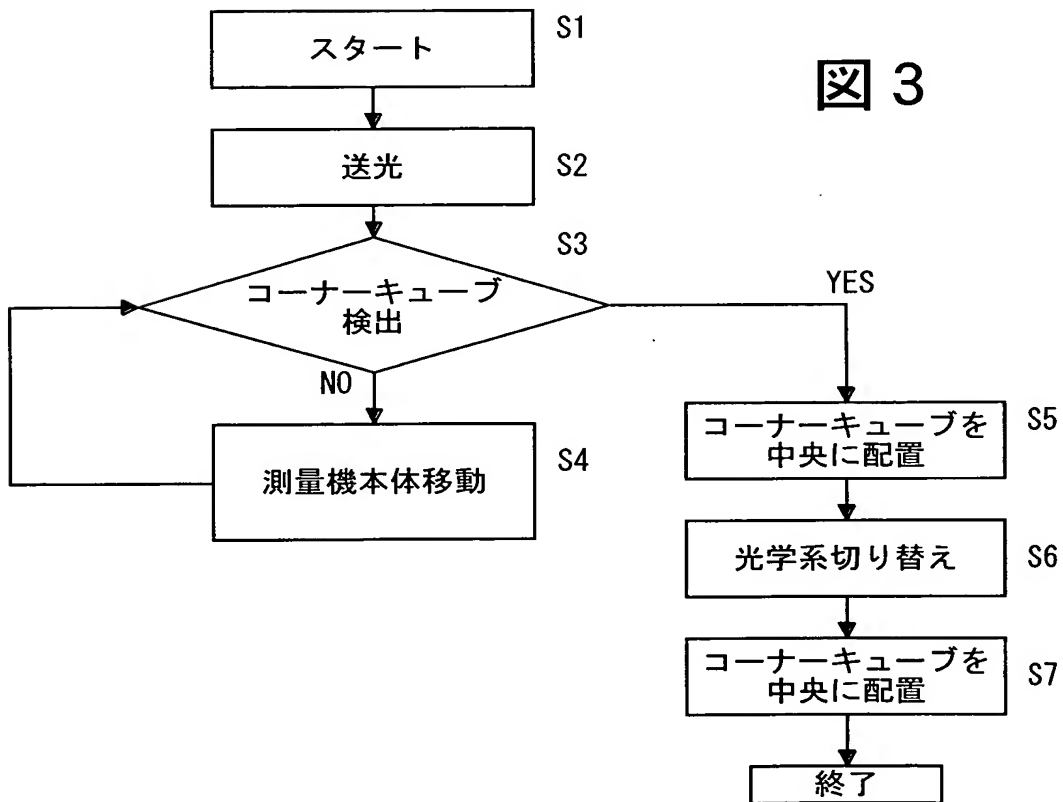 図3
スタート
S1
送光
S2
コーナーキューブ
検出
S3
YES
NO
測量機本体移動
S4
コーナーキューブを
中央に配置
S5
光学系切り替え
S6
コーナーキューブを
中央に配置
S7
終了